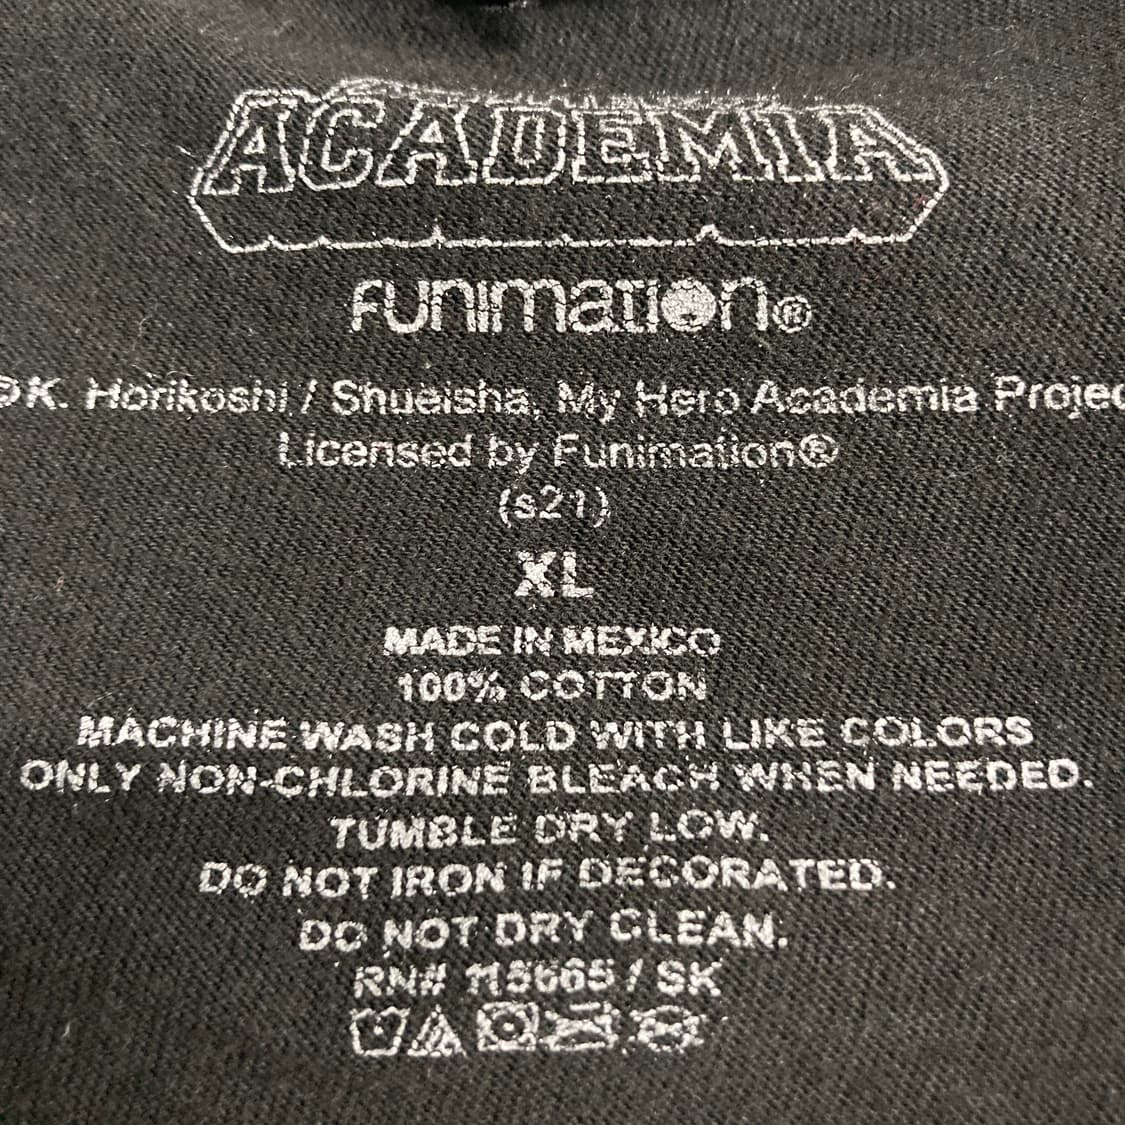 ACADEMIA
FUNIMATION®
©K. Horikoshi / Shueisha, My Hero Academia Projec
Licensed by Funimation®
(s21)
XL
MADE IN MEXICO
100% COTTON
MACHINE WASH COLD WITH LIKE COLORS
ONLY NON-CHLORINE BLEACH WHEN NEEDED.
TUMBLE DRY LOW.
DO NOT IRON IF DECORATED.
DO NOT DRY CLEAN.
RN# 115665 / SK